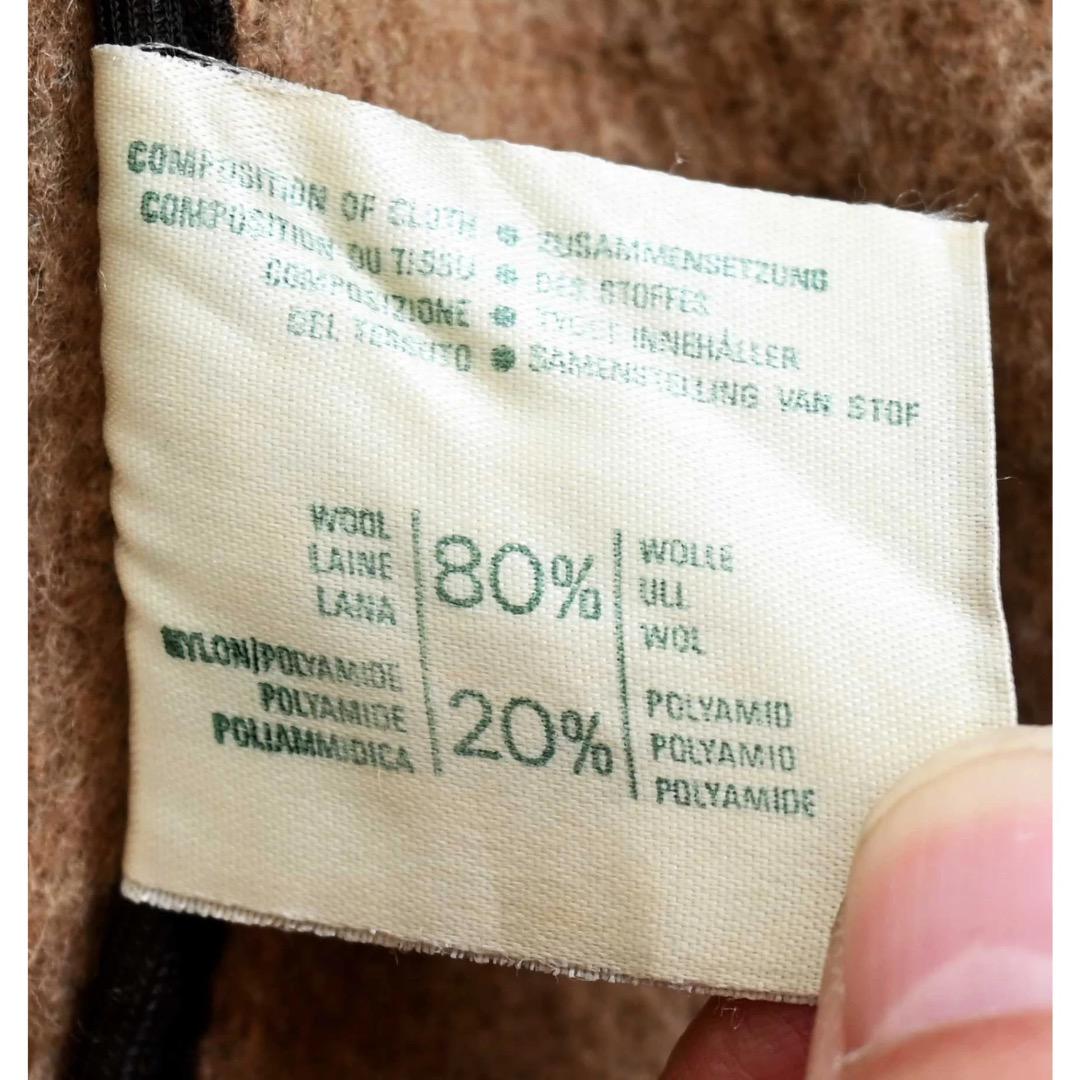 COMPOSITION OF CLOTH * ZUSAMMENSETZUNG
COMPOSITION DU TISSU * DES STOFFES
COMPOSIZIONE * TYGET INNEHÅLLER
DEL TESSUTO * SAMENSTELLING VAN STOF
WOOL
LAINE
LANA
80%
WOLLE
ULL
WOL
NYLON/POLYAMIDE
POLYAMIDE
POLIAMMIDICA
20%
POLYAMID
POLYAMID
POLYAMIDE